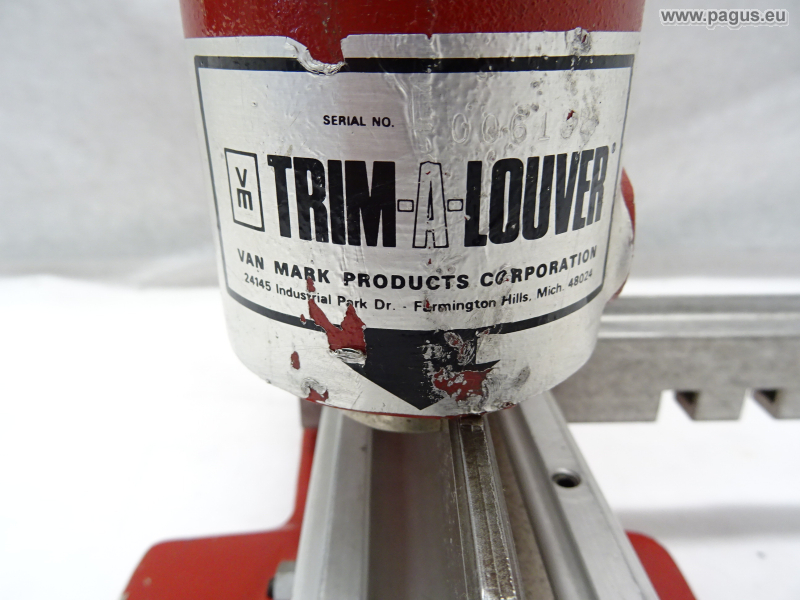 www.pagus.eu
SERIAL NO.
vm TRIM-A-LOUVER®
VAN MARK PRODUCTS CORPORATION
24145 Industrial Park Dr. - Farmington Hills, Mich. 48024